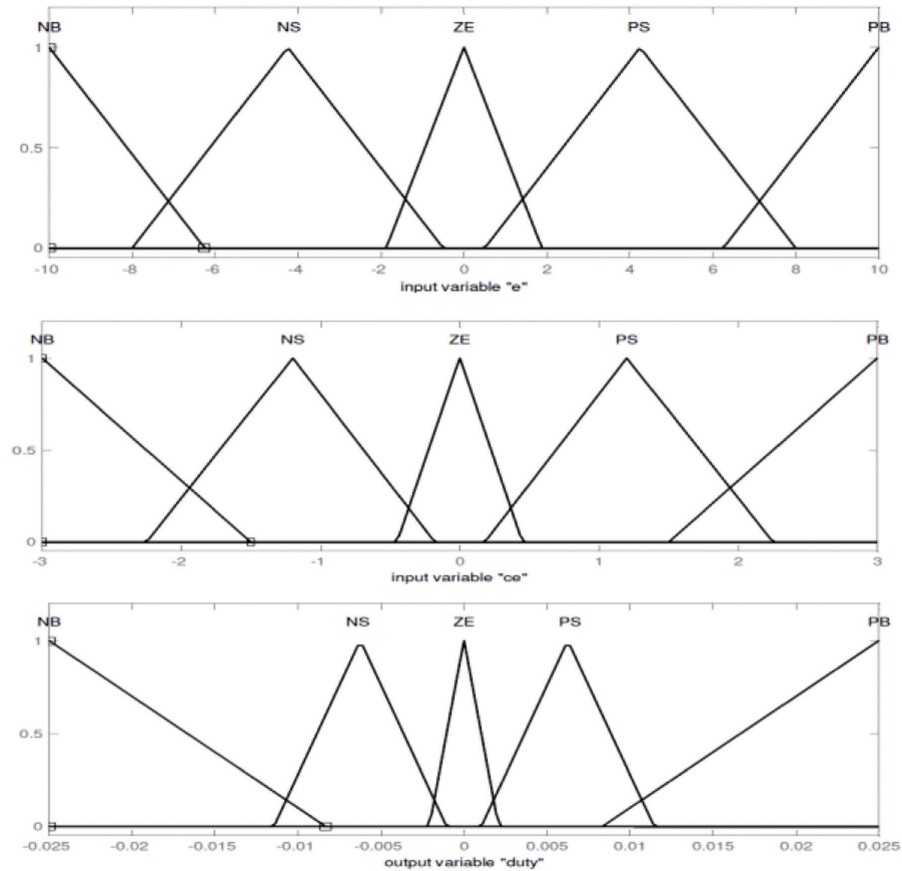 NB NS ZE PS PB
1
0.5
0
-10 -8 -6 -4 -2 0 2 4 6 8 10
input variable "e"
NB NS ZE PS PB
1
0.5
0
-3 -2 -1 0 1 2 3
input variable "ce"
NB NS ZE PS PB
1
0.5
0
-0.025 -0.02 -0.015 -0.01 -0.005 0 0.005 0.01 0.015 0.02 0.025
output variable "duty"